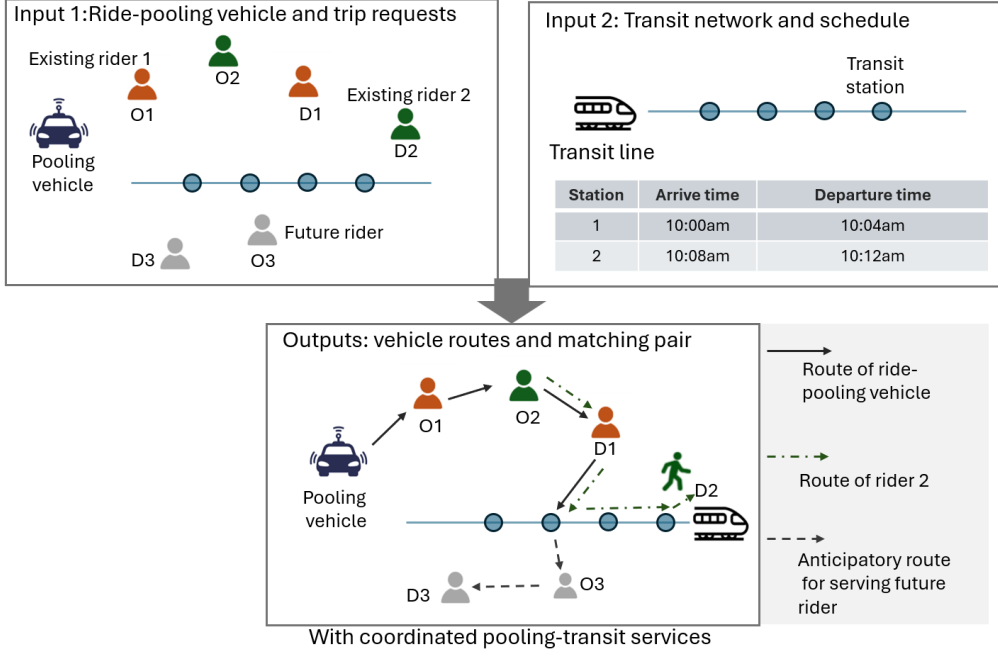 Input 1:Ride-pooling vehicle and trip requests
Existing rider 1
O1
O2
D1
Existing rider 2
D2
Pooling
vehicle
Future rider
D3
O3
Input 2: Transit network and schedule
Transit
station
Transit line
Station Arrive time Departure time
1 10:00am 10:04am
2 10:08am 10:12am
Outputs: vehicle routes and matching pair
O1
O2
D1
Pooling
vehicle
D2
D3
O3
Route of ride-
pooling vehicle
Route of rider 2
Anticipatory route
for serving future
rider
With coordinated pooling-transit services